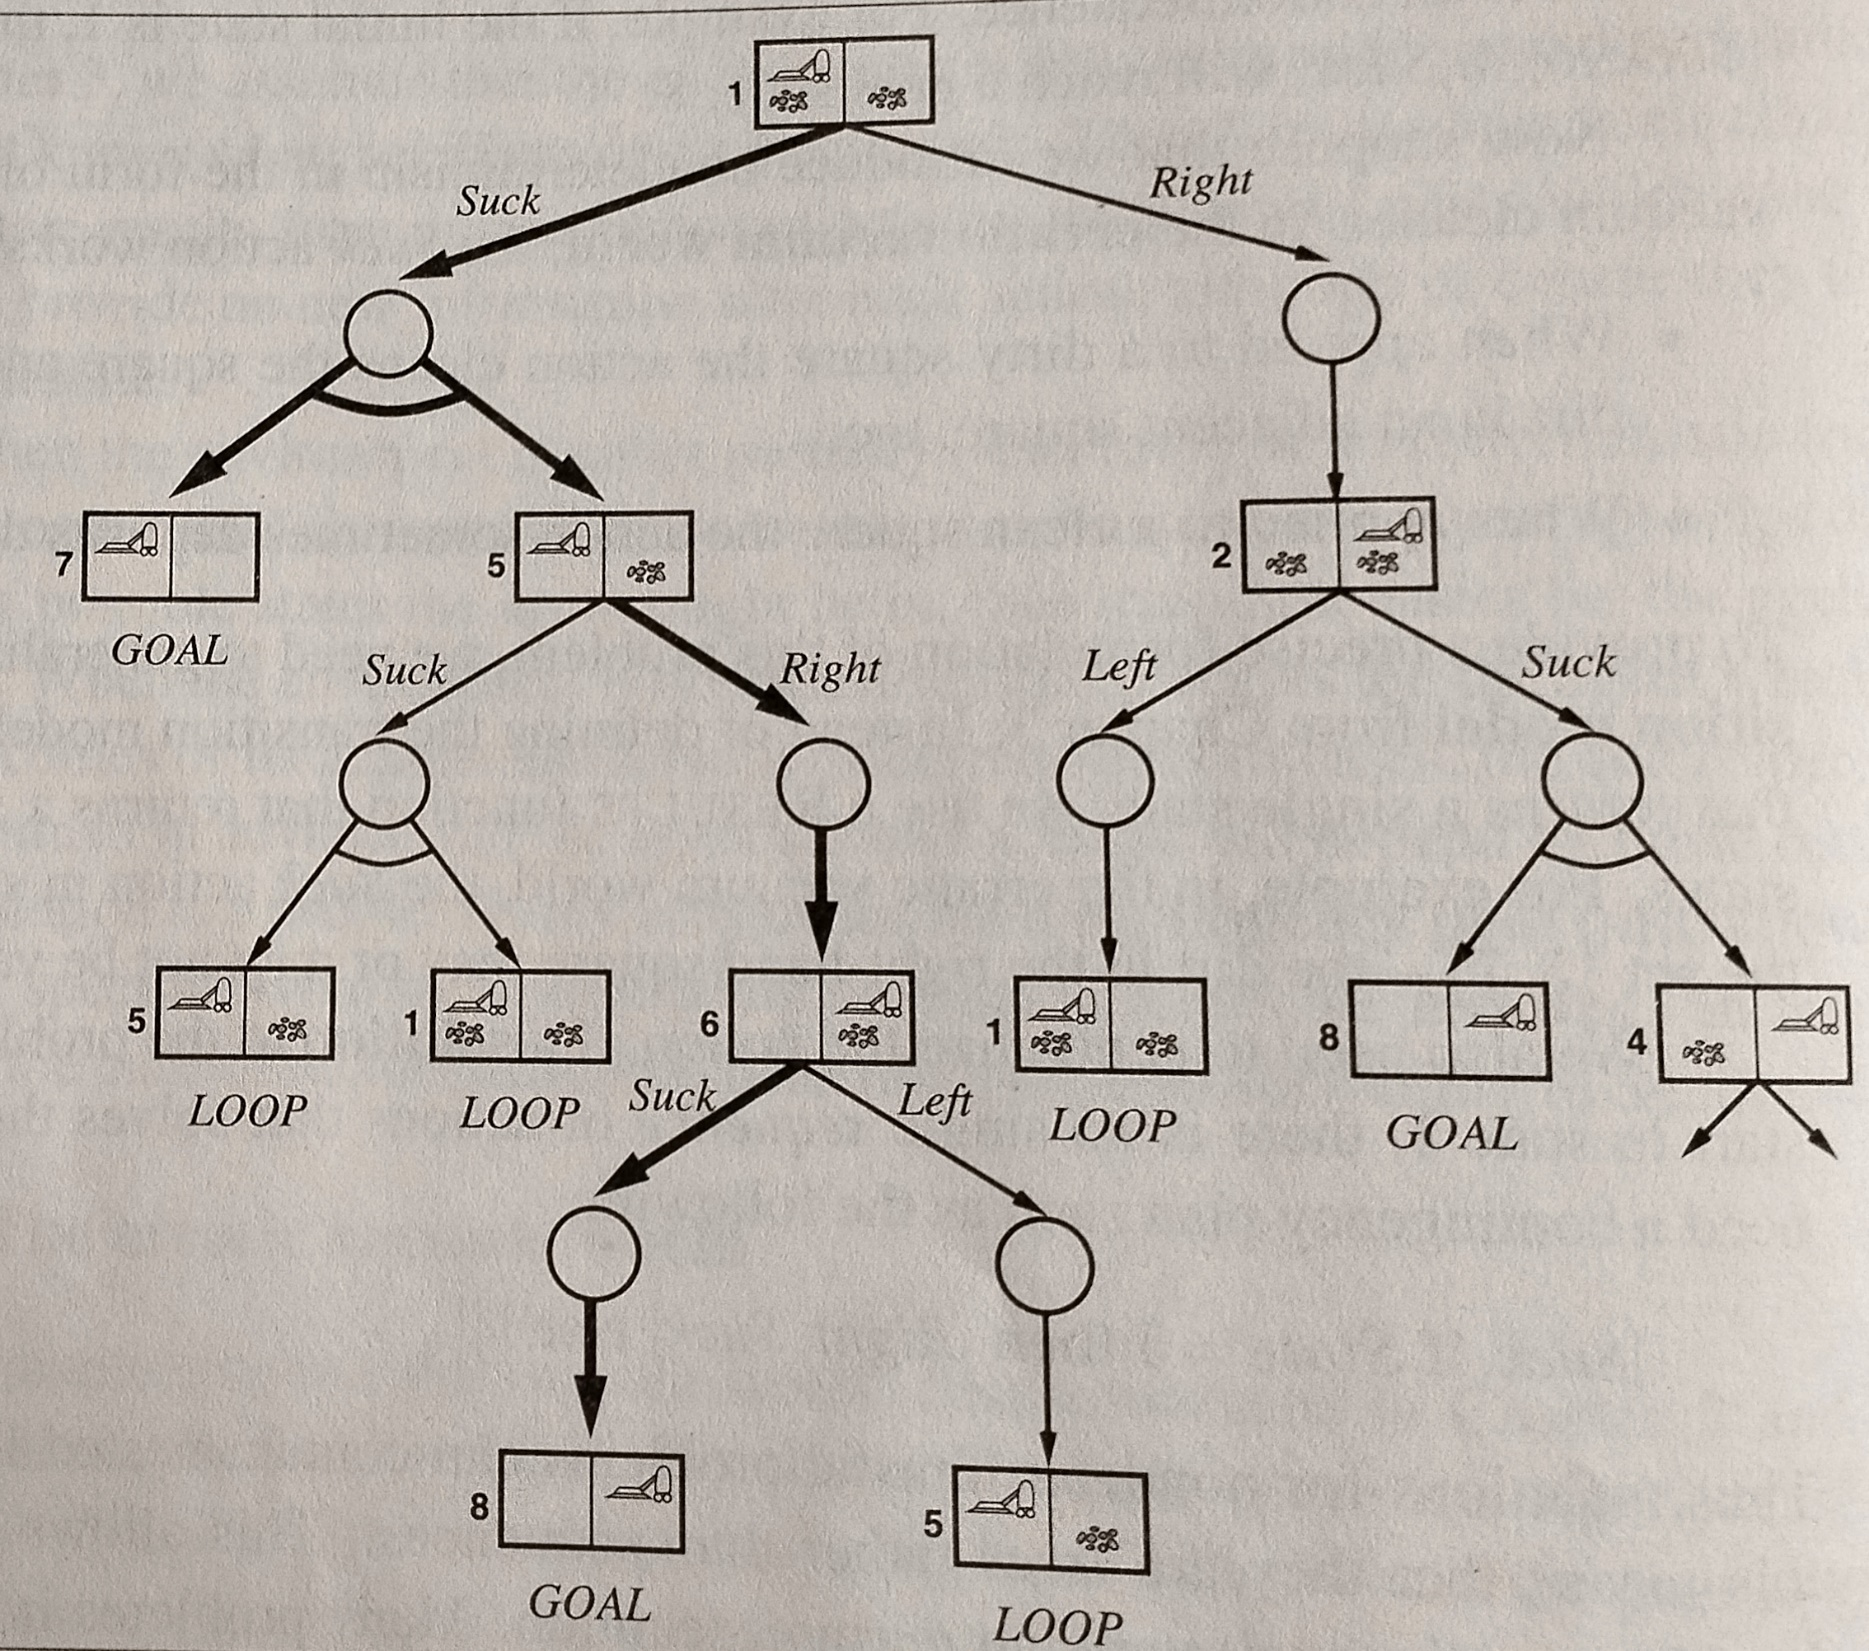 1
Suck Right
7 5 2
GOAL
Suck Right Left Suck
5 1 6 1 8 4
LOOP LOOP Suck Left LOOP GOAL
8 5
GOAL LOOP